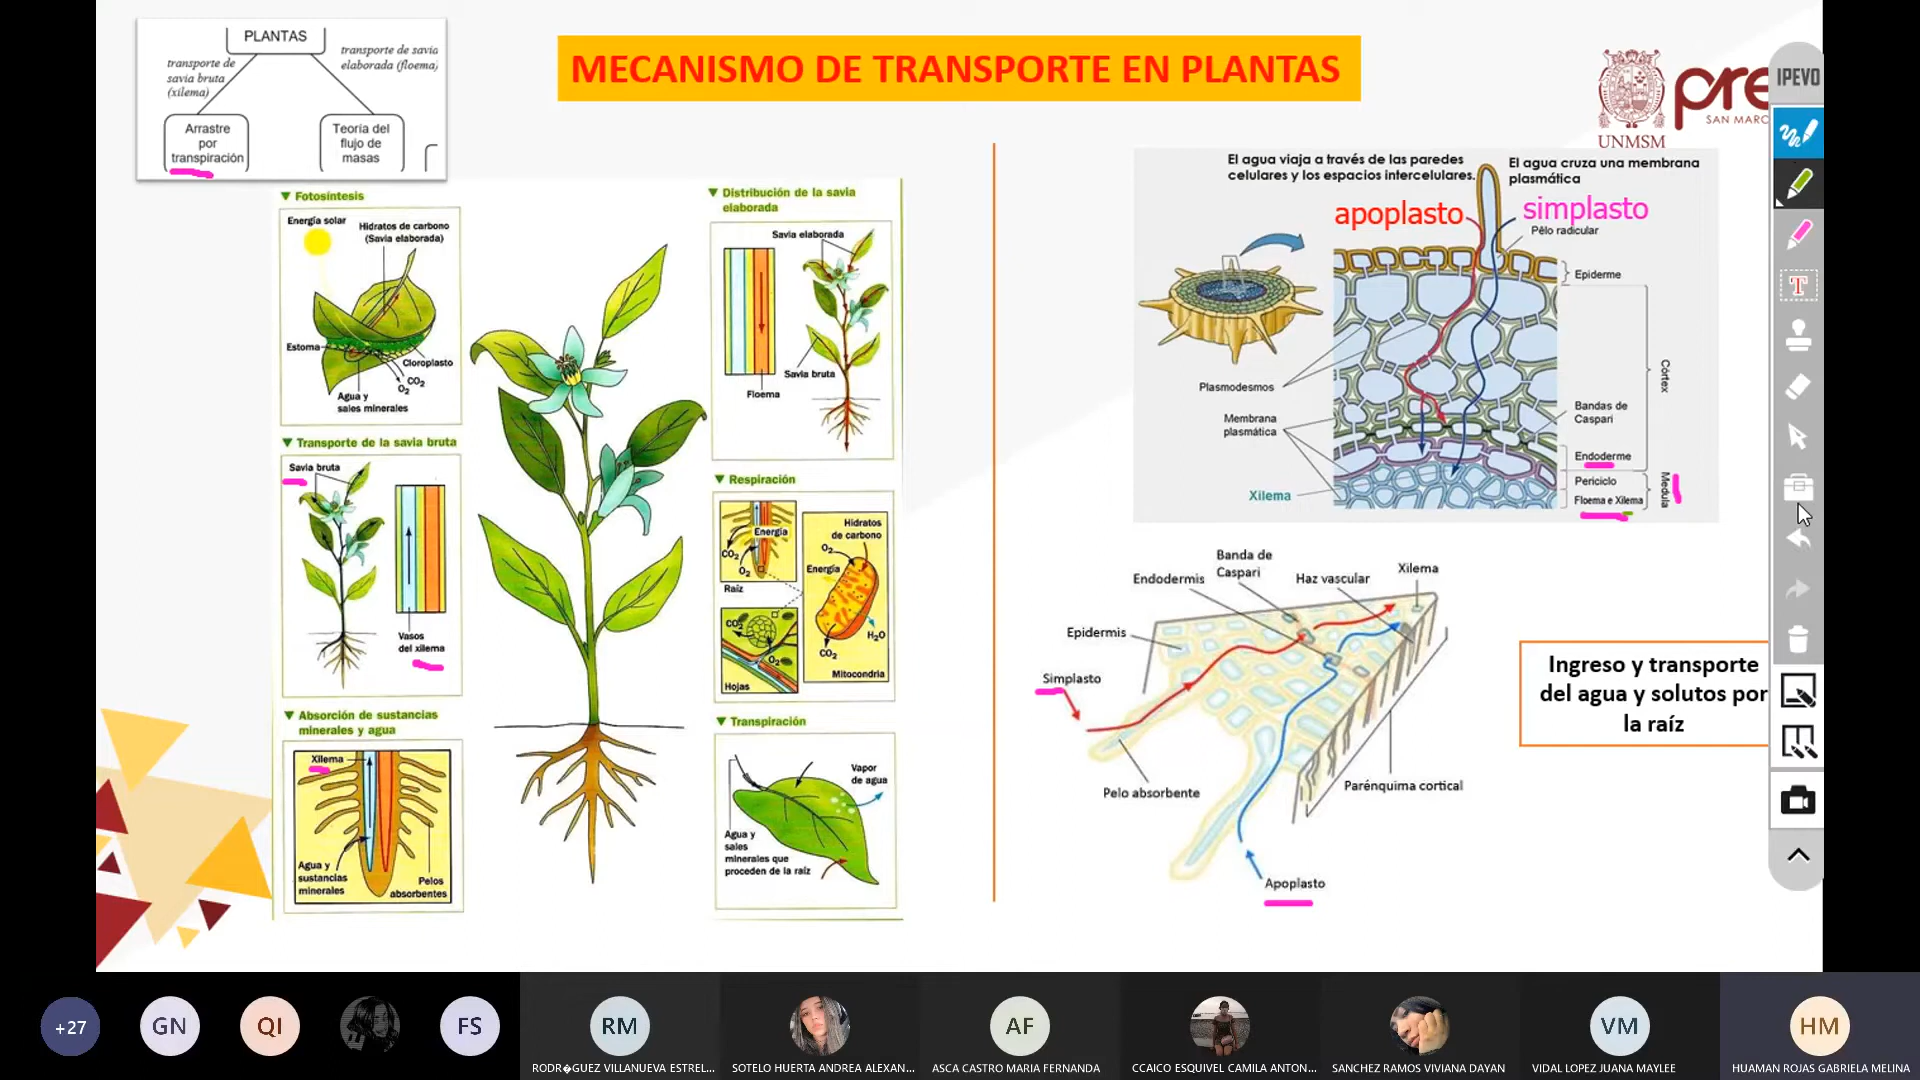 PLANTAS
transporte de
savia bruta
(xilema)
transporte de savia
elaborada (floema)
Arrastre
por
transpiración
Teoría del
flujo de
masas
MECANISMO DE TRANSPORTE EN PLANTAS
UNMSM
pre
SAN MARC
IPEVO
Fotosíntesis
Energía solar
Hidratos de carbono
(Savia elaborada)
Estoma
Cloroplasto
CO2
O2
Agua y
sales minerales
Transporte de la savia bruta
Savia bruta
Vasos
del xilema
Absorción de sustancias
minerales y agua
Xilema
Agua y
sustancias
minerales
Pelos
absorbentes
Distribución de la savia
elaborada
Savia elaborada
Savia bruta
Floema
Respiración
Energía
CO2
O2
Raíz
CO2
O2
Hojas
Hidratos
de carbono
O2
Energía
H2O
CO2
Mitocondria
Transpiración
Vapor
de agua
Agua y
sales
minerales que
proceden de la raíz
El agua viaja a través de las paredes
celulares y los espacios intercelulares.
El agua cruza una membrana
plasmática
apoplasto
simplasto
Pêlo radicular
Epiderme
Plasmodesmos
Córtex
Membrana
plasmática
Bandas de
Caspari
Endoderme
Periciclo
Floema e Xilema
Medula
Xilema
Banda de
Caspari
Endodermis
Haz vascular
Xilema
Epidermis
Simplasto
Pelo absorbente
Parénquima cortical
Apoplasto
Ingreso y transporte
del agua y solutos por
la raíz
T
+27
GN
QI
FS
RM
AF
VM
HM
RODR�GUEZ VILLANUEVA ESTREL...
SOTELO HUERTA ANDREA ALEXAN...
ASCA CASTRO MARIA FERNANDA
CCAICO ESQUIVEL CAMILA ANTON...
SANCHEZ RAMOS VIVIANA DAYAN
VIDAL LOPEZ JUANA MAYLEE
HUAMAN ROJAS GABRIELA MELINA